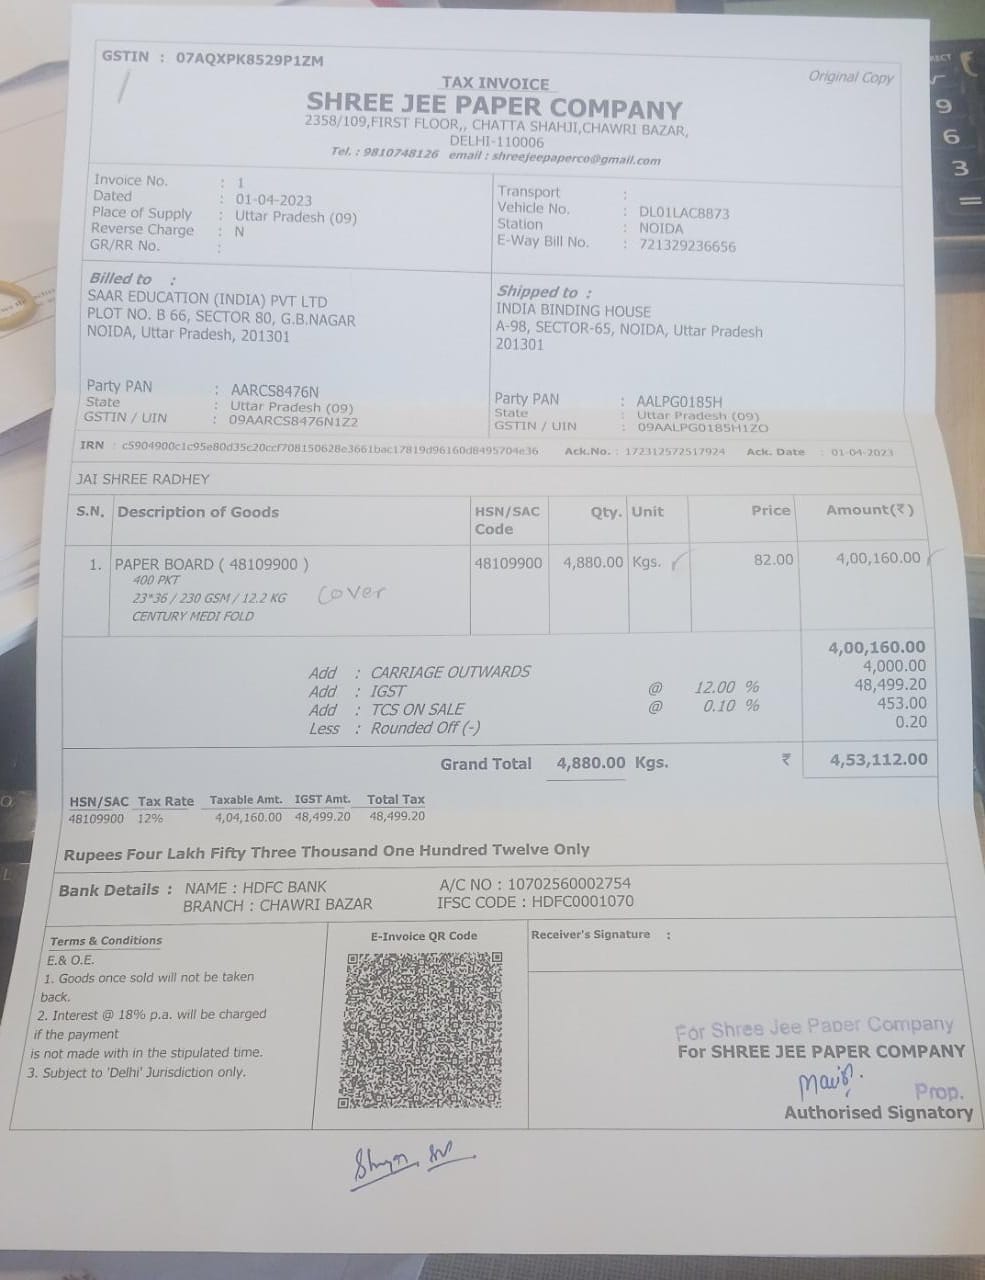 GSTIN : 07AQXPK8529P1ZM
Original Copy
TAX INVOICE
SHREE JEE PAPER COMPANY
2358/109,FIRST FLOOR,, CHATTA SHAHJI,CHAWRI BAZAR,
DELHI-110006
Tel. : 9810748126 email : shreejeepaperco@gmail.com
Invoice No. : 1
Dated : 01-04-2023
Place of Supply : Uttar Pradesh (09)
Reverse Charge : N
GR/RR No. :
Transport :
Vehicle No. : DL01LAC8873
Station : NOIDA
E-Way Bill No. : 721329236656
Billed to :
SAAR EDUCATION (INDIA) PVT LTD
PLOT NO. B 66, SECTOR 80, G.B.NAGAR
NOIDA, Uttar Pradesh, 201301
Party PAN : AARCS8476N
State : Uttar Pradesh (09)
GSTIN / UIN : 09AARCS8476N1Z2
Shipped to :
INDIA BINDING HOUSE
A-98, SECTOR-65, NOIDA, Uttar Pradesh
201301
Party PAN : AALPG0185H
State : Uttar Pradesh (09)
GSTIN / UIN : 09AALPG0185H1ZO
IRN : c5904900c1c95e80d35c20ccf708150628e3661bac17819d96160d8495704e36 Ack.No. : 172312572517924 Ack. Date : 01-04-2023
JAI SHREE RADHEY
S.N. Description of Goods HSN/SAC Code Qty. Unit Price Amount(₹)
1. PAPER BOARD ( 48109900 ) 48109900 4,880.00 Kgs. 82.00 4,00,160.00
400 PKT
23*36 / 230 GSM / 12.2 KG
Cover
CENTURY MEDI FOLD
4,00,160.00
Add : CARRIAGE OUTWARDS 4,000.00
Add : IGST @ 12.00 % 48,499.20
Add : TCS ON SALE @ 0.10 % 453.00
Less : Rounded Off (-) 0.20
Grand Total 4,880.00 Kgs. ₹ 4,53,112.00
HSN/SAC Tax Rate Taxable Amt. IGST Amt. Total Tax
48109900 12% 4,04,160.00 48,499.20 48,499.20
Rupees Four Lakh Fifty Three Thousand One Hundred Twelve Only
Bank Details : NAME : HDFC BANK A/C NO : 10702560002754
BRANCH : CHAWRI BAZAR IFSC CODE : HDFC0001070
Terms & Conditions
E.& O.E.
1. Goods once sold will not be taken
back.
2. Interest @ 18% p.a. will be charged
if the payment
is not made with in the stipulated time.
3. Subject to 'Delhi' Jurisdiction only.
E-Invoice QR Code
Receiver's Signature :
For Shree Jee Paper Company
For SHREE JEE PAPER COMPANY
Prop.
Authorised Signatory
9
6
3
=